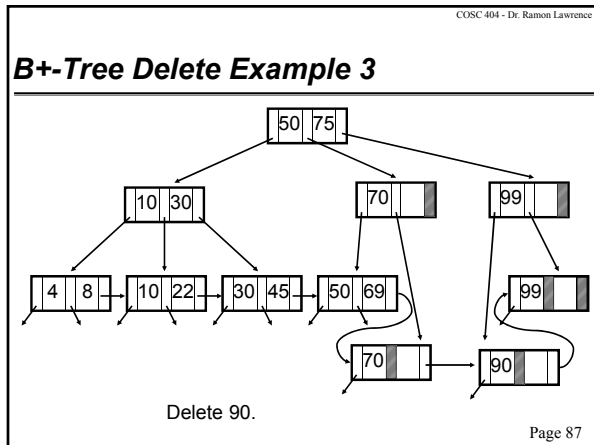 COSC 404 - Dr. Ramon Lawrence
B+-Tree Delete Example 3
50 75
10 30
70
99
4 8
10 22
30 45
50 69
99
70
90
Delete 90.
Page 87